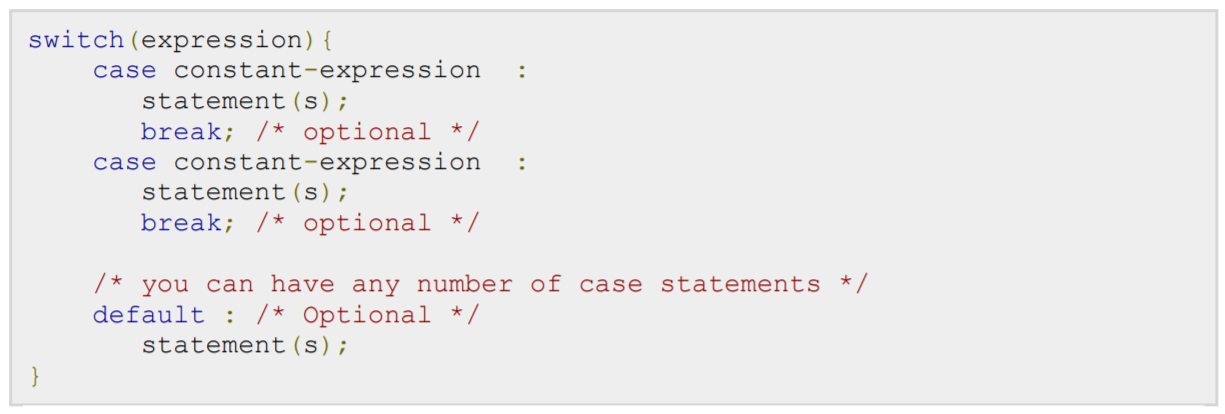 switch(expression){
    case constant-expression  :
       statement(s);
       break; /* optional */
    case constant-expression  :
       statement(s);
       break; /* optional */

    /* you can have any number of case statements */
    default : /* Optional */
       statement(s);
}